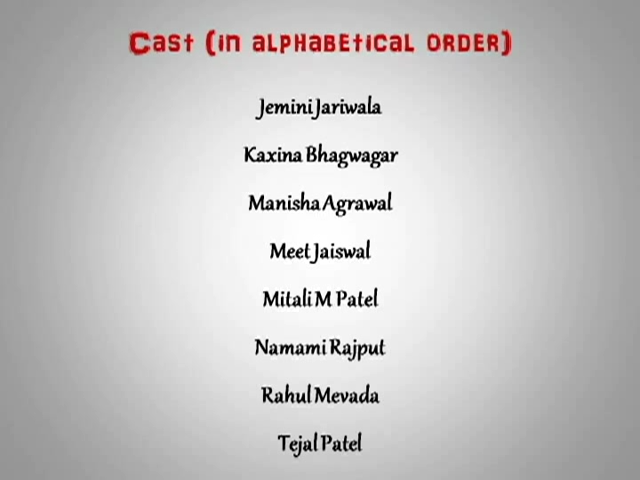 Cast (in alphabetical order)
Jemini Jariwala
Kaxina Bhagwagar
Manisha Agrawal
Meet Jaiswal
Mitali M Patel
Namami Rajput
Rahul Mevada
Tejal Patel